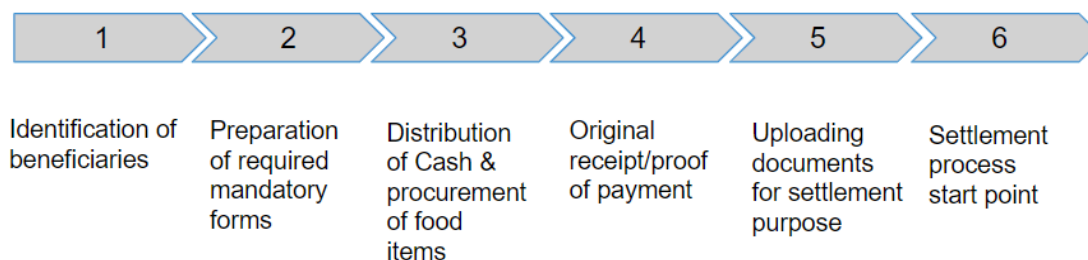 1
2
3
4
5
6
Identification of
beneficiaries
Preparation
of required
mandatory
forms
Distribution
of Cash &
procurement
of food
items
Original
receipt/proof
of payment
Uploading
documents
for settlement
purpose
Settlement
process
start point